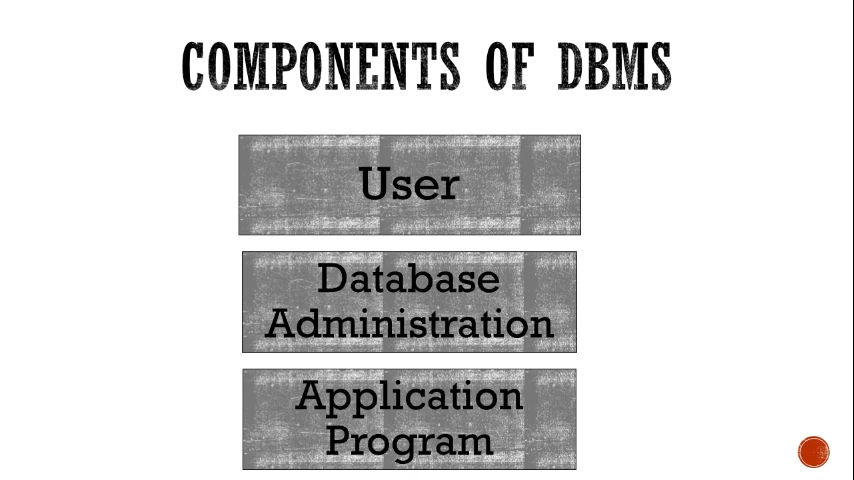 COMPONENTS OF DBMS
User
Database
Administration
Application
Program